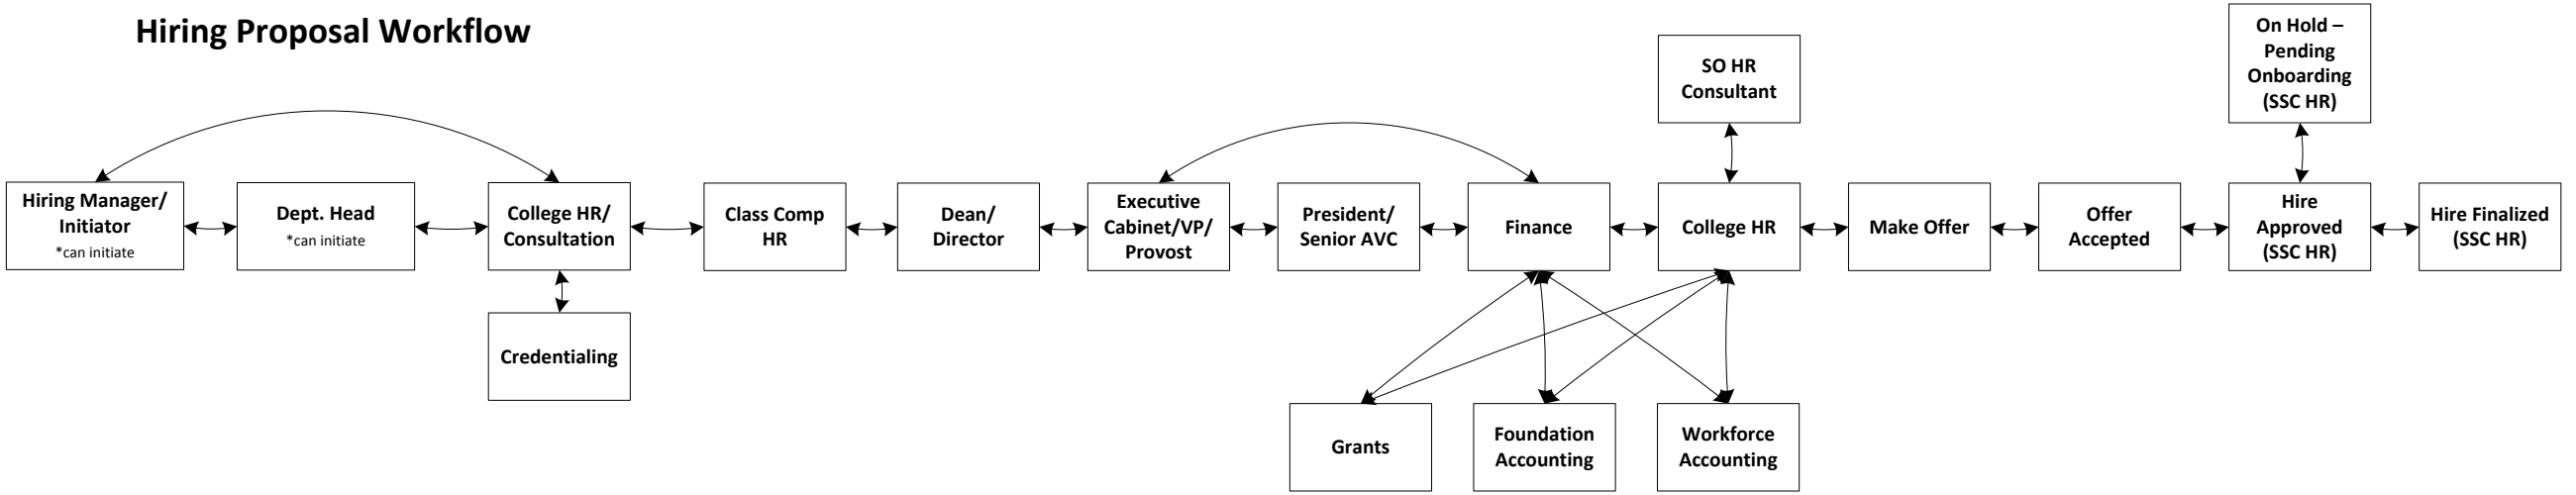 Hiring Proposal Workflow
On Hold –
Pending
Onboarding
(SSC HR)
SO HR
Consultant
Hiring Manager/
Initiator
*can initiate
Dept. Head
*can initiate
College HR/
Consultation
Class Comp
HR
Dean/
Director
Executive
Cabinet/VP/
Provost
President/
Senior AVC
Finance
College HR
Make Offer
Offer
Accepted
Hire
Approved
(SSC HR)
Hire Finalized
(SSC HR)
Credentialing
Grants
Foundation
Accounting
Workforce
Accounting